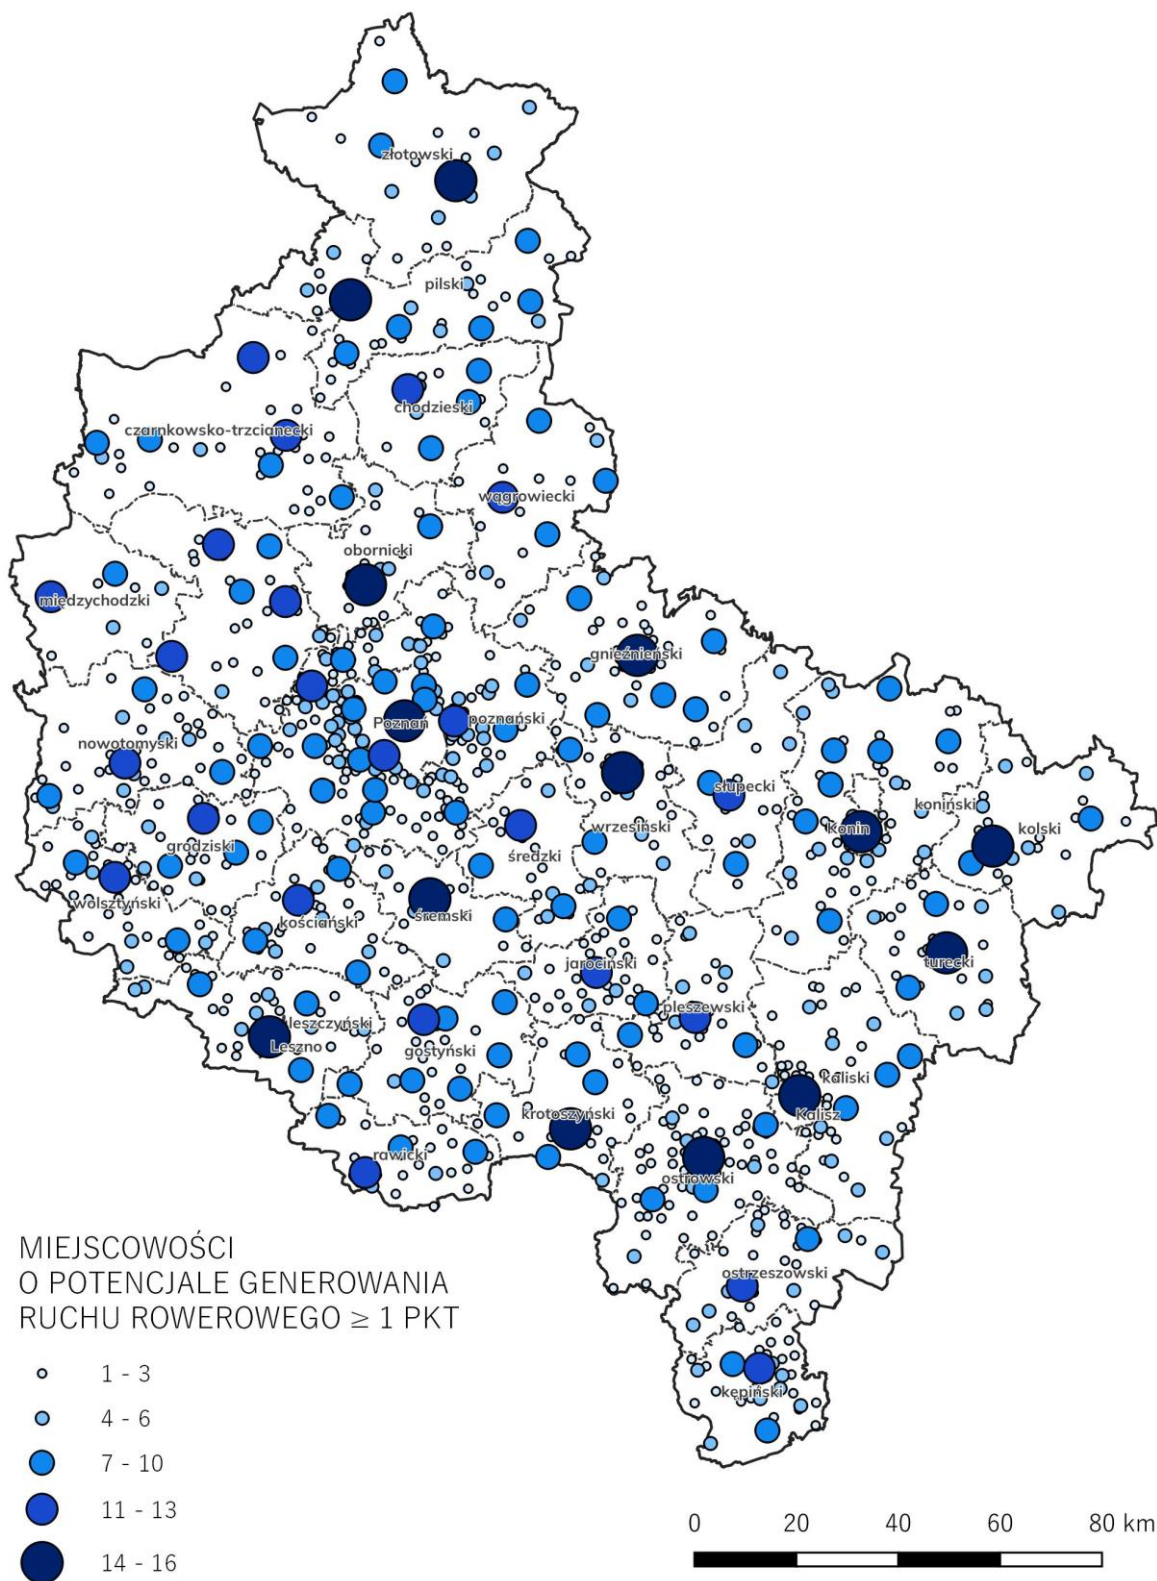 złotowski
pilski
chodzieski
czarnkowsko-trzcianecki
wągrowiecki
obornicki
międzychodzki
gnieźnieński
Poznań
poznański
nowotomyski
słupecki
koniński
Konin
kolski
wrzesiński
grodziski
średzki
wolsztyński
kościański
śremski
jarociński
turecki
pleszewski
leszczyński
Leszno
gostyński
kaliski
Kalisz
krotoszyński
rawicki
ostrowski
ostrzeszowski
kępiński
MIEJSCOWOŚCI
O POTENCJALE GENEROWANIA
RUCHU ROWEROWEGO ≥ 1 PKT
1 - 3
4 - 6
7 - 10
11 - 13
14 - 16
0 20 40 60 80 km